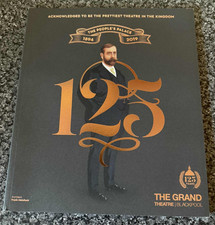 ACKNOWLEDGED TO BE THE PRETTIEST THEATRE IN THE KINGDOM
THE PEOPLE'S PALACE
1894 2019
125
THE GRAND
THEATRE | BLACKPOOL